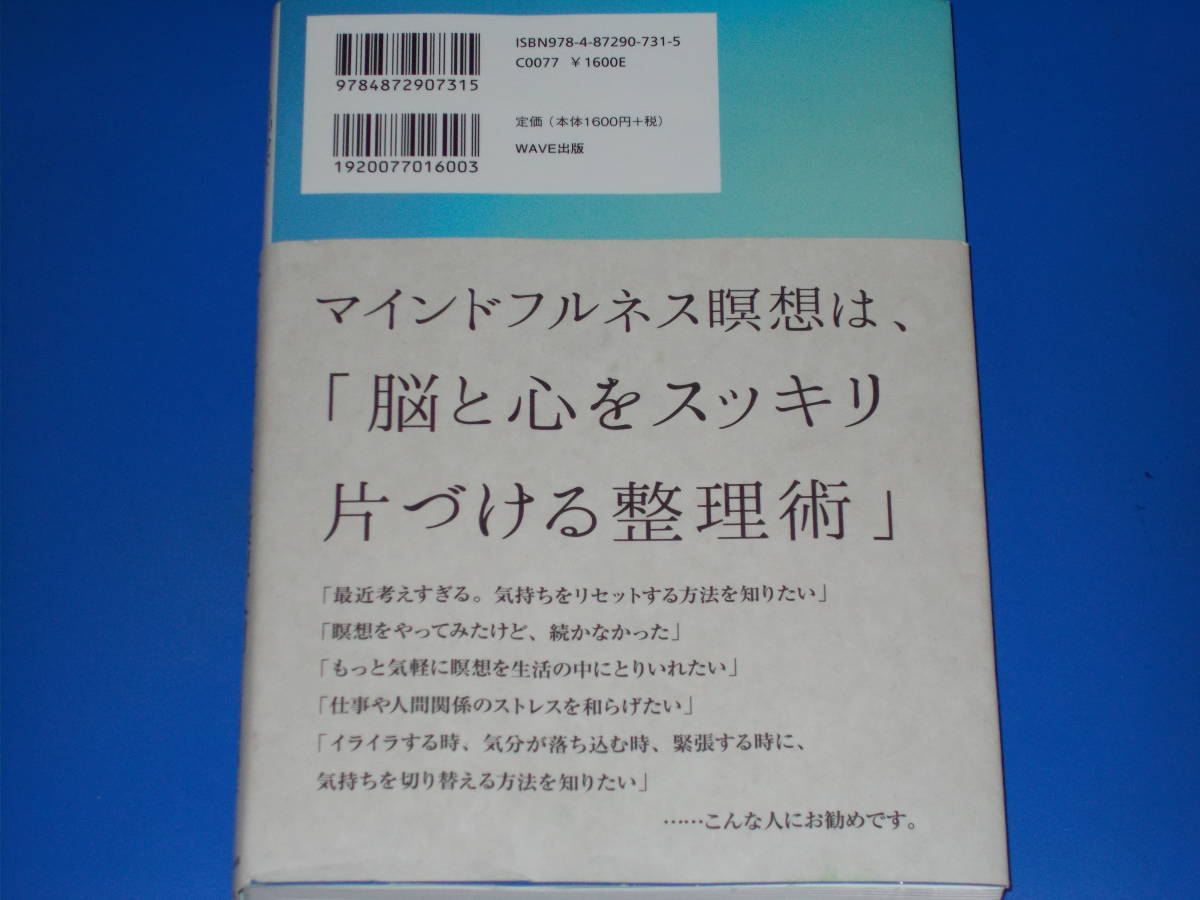 ISBN978-4-87290-731-5
C0077 ¥1600E
9784872907315
定価（本体1600円＋税）
WAVE出版
1920077016003
マインドフルネス瞑想は、
「脳と心をスッキリ
片づける整理術」
「最近考えすぎる。気持ちをリセットする方法を知りたい」
「瞑想をやってみたけど、続かなかった」
「もっと気軽に瞑想を生活の中にとりいれたい」
「仕事や人間関係のストレスを和らげたい」
「イライラする時、気分が落ち込む時、緊張する時に、
気持ちを切り替える方法を知りたい」
……こんな人にお勧めです。